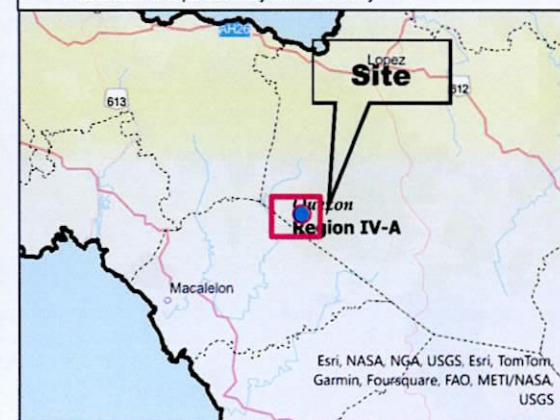 AH26
Lopez
Site
613
612
Quezon
Region IV-A
Macalelon
Esri, NASA, NGA, USGS, Esri, TomTom,
Garmin, Foursquare, FAO, METI/NASA,
USGS